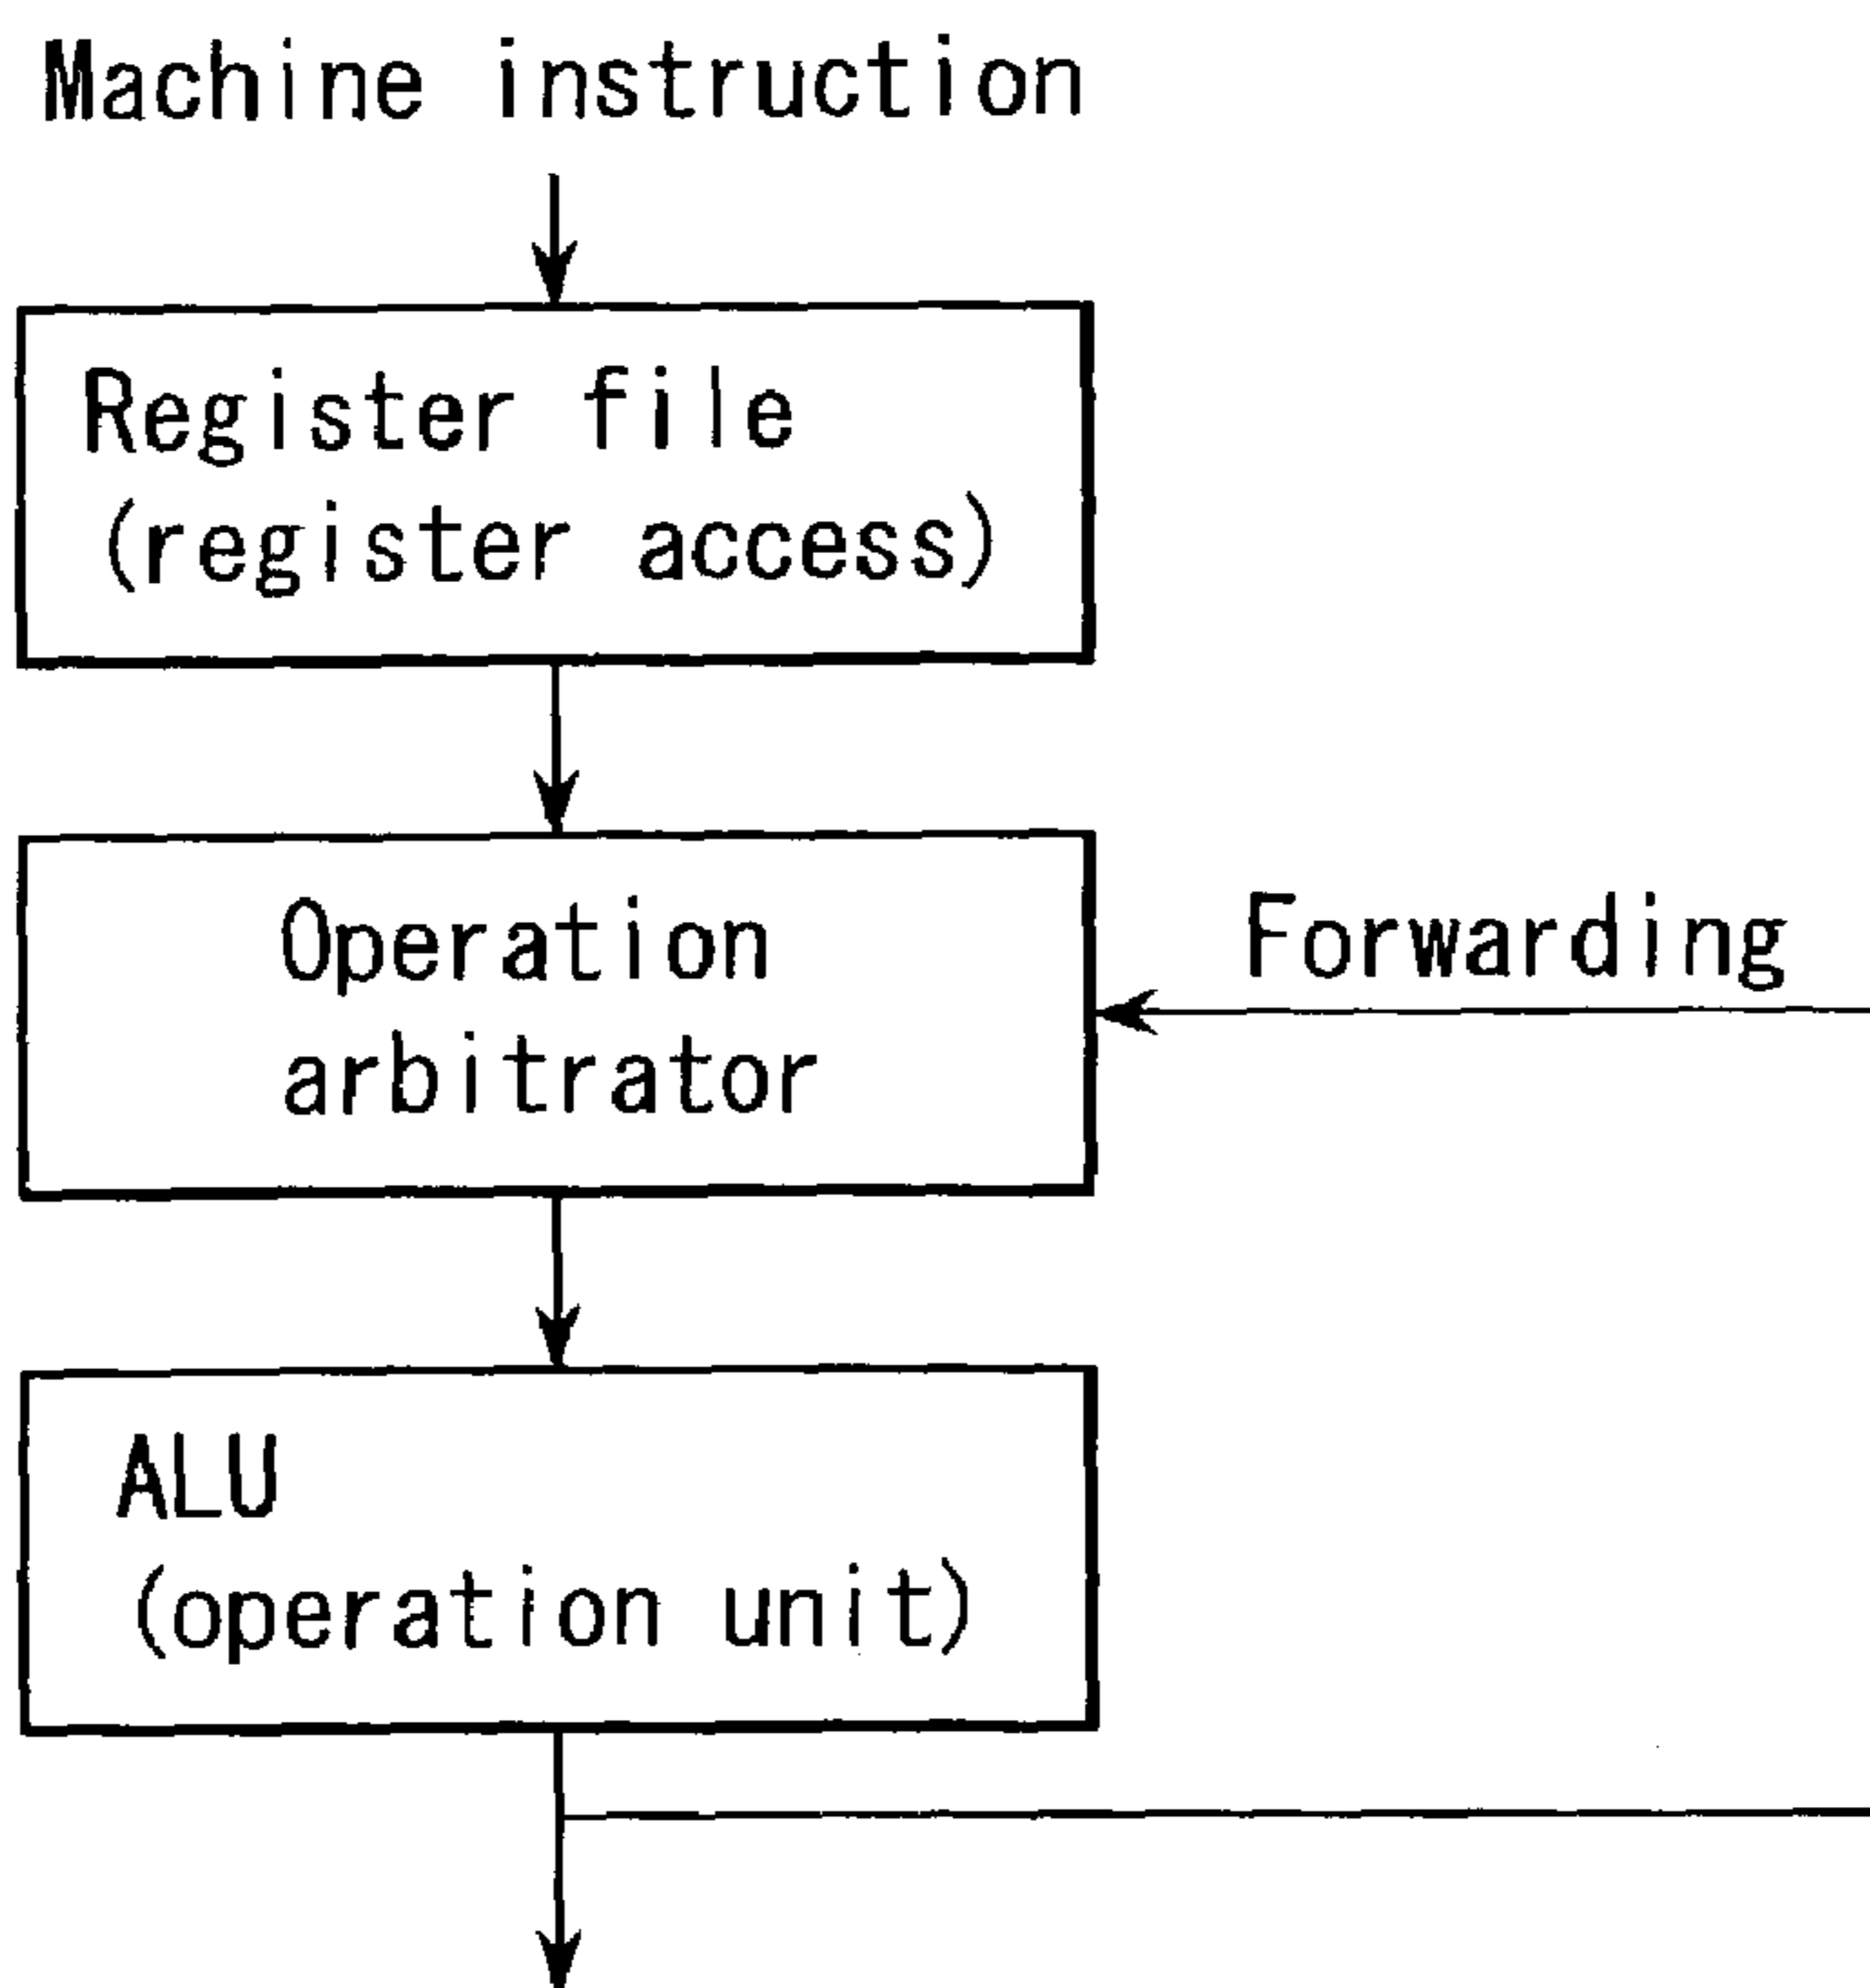 Machine instruction
Register file
(register access)
Operation
arbitrator
Forwarding
ALU
(operation unit)